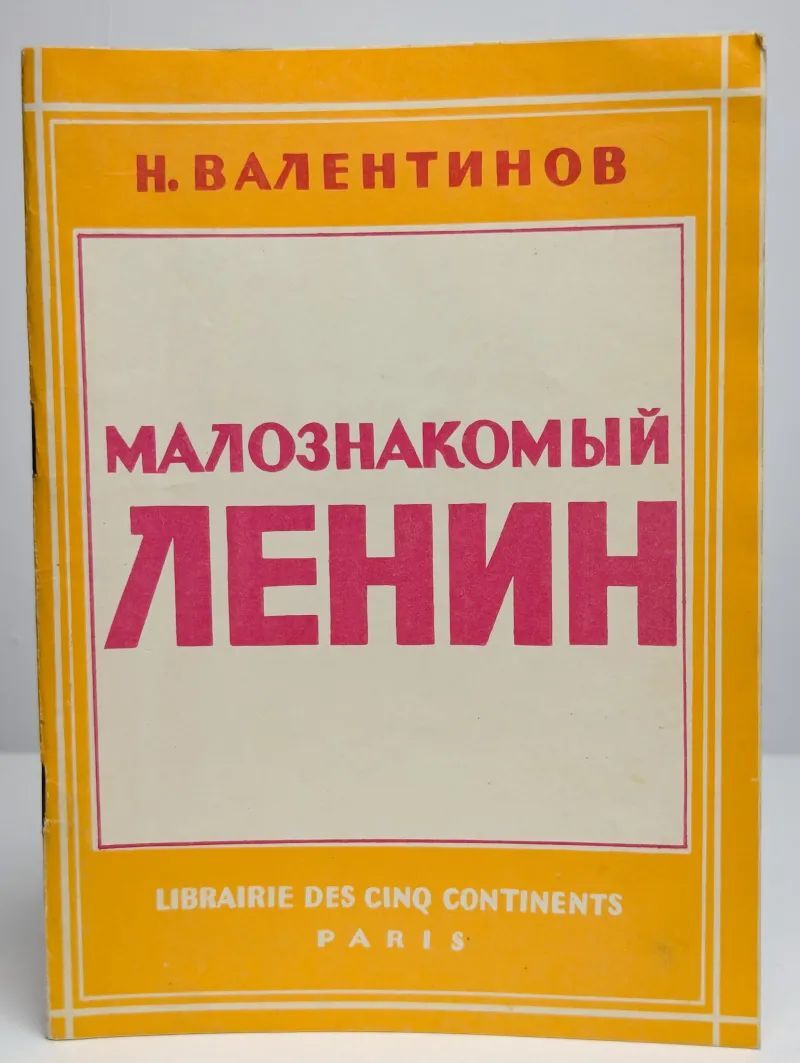 Н. ВАЛЕНТИНОВ
МАЛОЗНАКОМЫЙ
ЛЕНИН
LIBRAIRIE DES CINQ CONTINENTS
PARIS